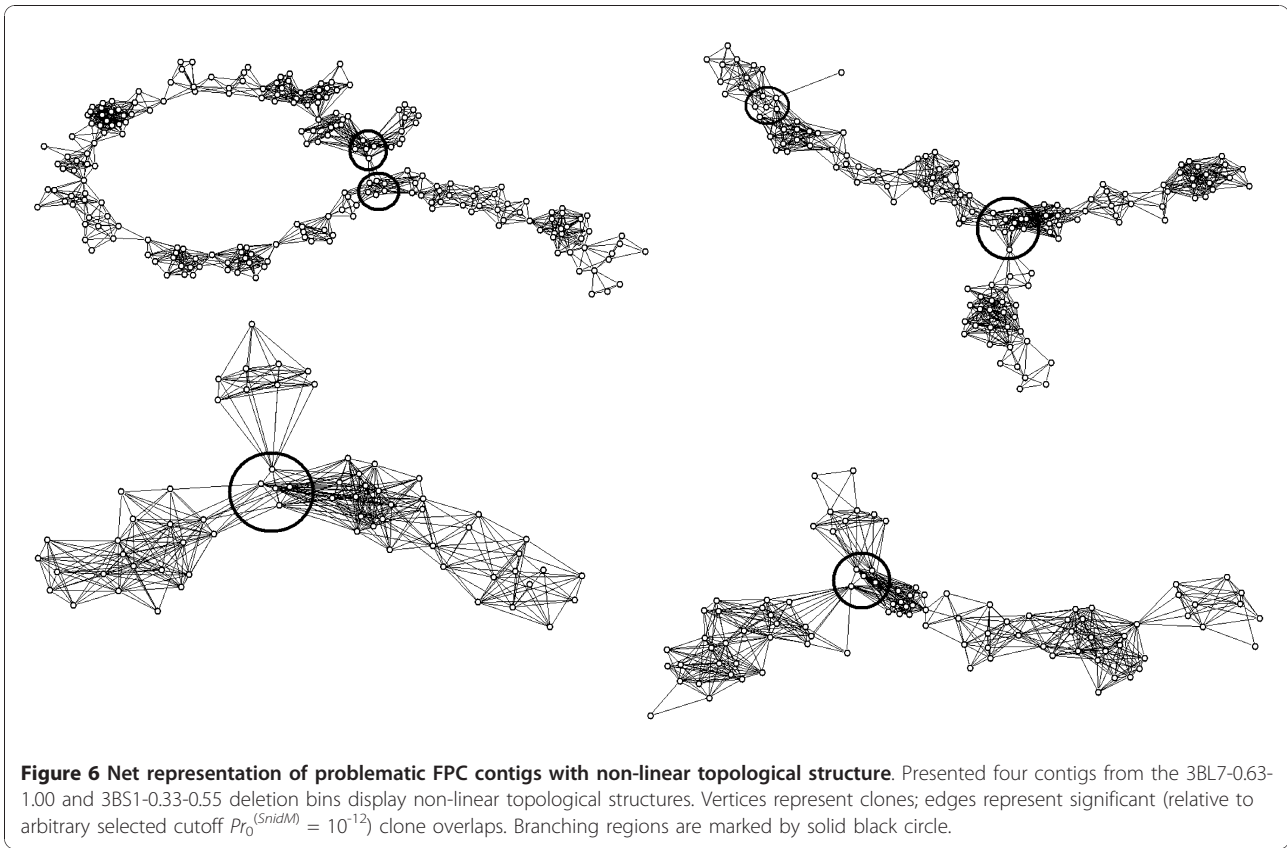 Figure 6 Net representation of problematic FPC contigs with non-linear topological structure. Presented four contigs from the 3BL7-0.63-
1.00 and 3BS1-0.33-0.55 deletion bins display non-linear topological structures. Vertices represent clones; edges represent significant (relative to
arbitrary selected cutoff Pr₀⁽ˢⁿⁱᵈᴹ⁾ = 10⁻¹²) clone overlaps. Branching regions are marked by solid black circle.